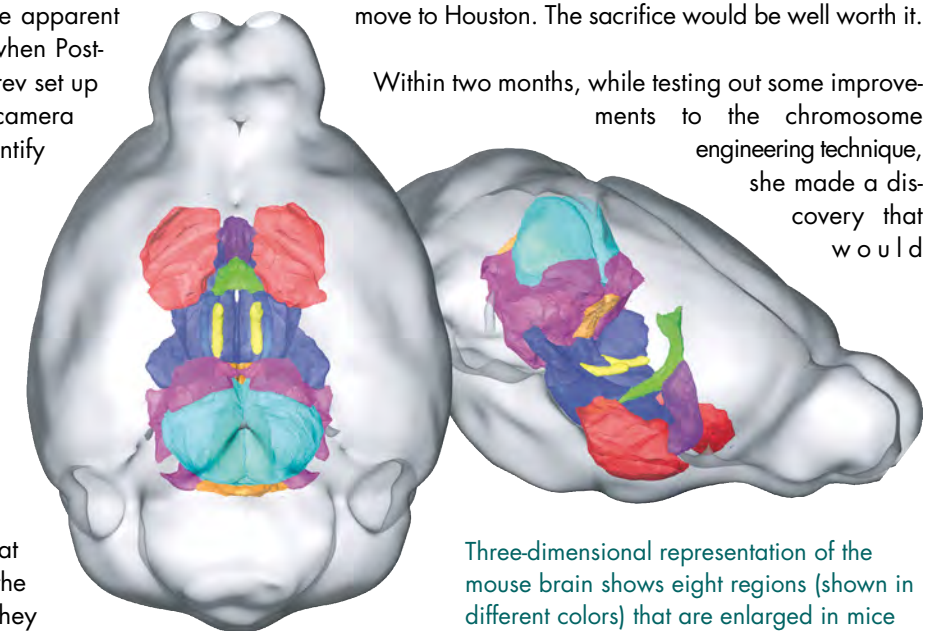 e apparent
when Post-
rev set up
camera
ntify
at
the
hey
move to Houston. The sacrifice would be well worth it.
Within two months, while testing out some improve-
ments to the chromosome
engineering technique,
she made a dis-
covery that
would
Three-dimensional representation of the
mouse brain shows eight regions (shown in
different colors) that are enlarged in mice